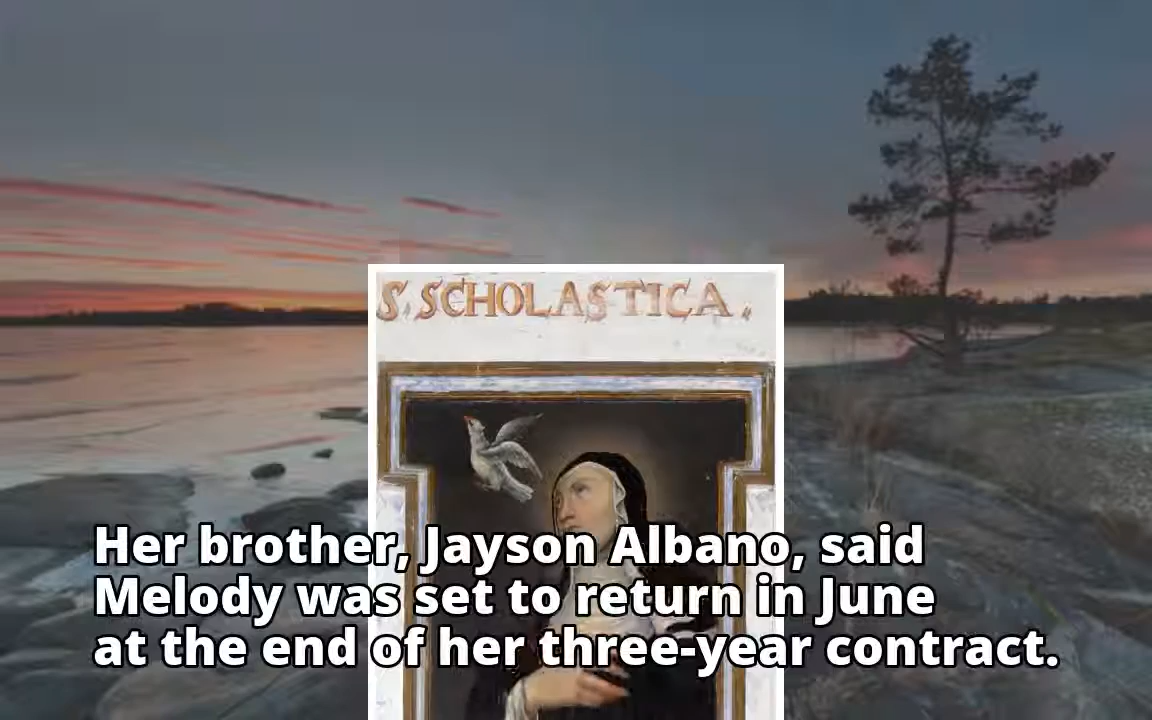 S. SCHOLASTICA.
Her brother, Jayson Albano, said
Melody was set to return in June
at the end of her three-year contract.